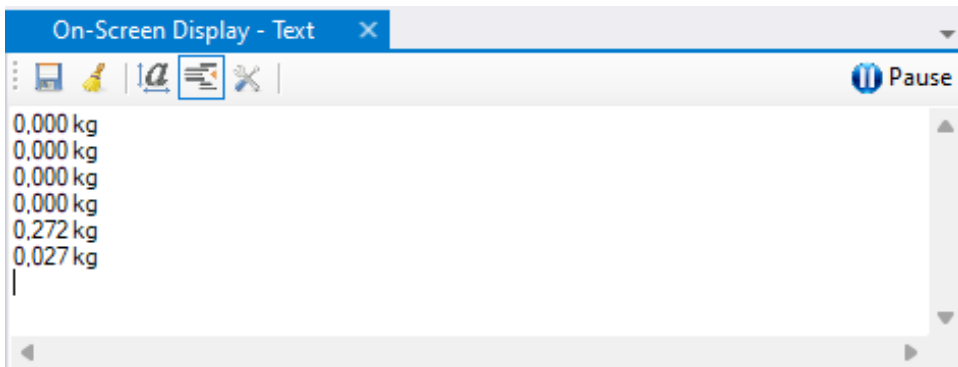 On-Screen Display - Text
a
Pause
0,000 kg
0,000 kg
0,000 kg
0,000 kg
0,272 kg
0,027 kg